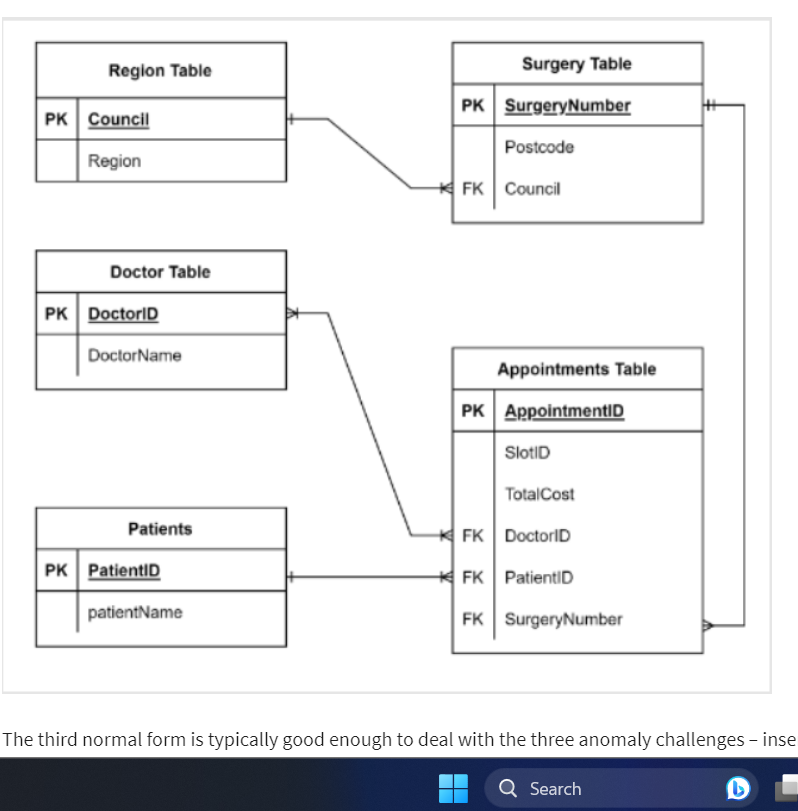 Region Table
PK Council
Region
Surgery Table
PK SurgeryNumber
Postcode
FK Council
Doctor Table
PK DoctorID
DoctorName
Appointments Table
PK AppointmentID
SlotID
TotalCost
FK DoctorID
FK PatientID
FK SurgeryNumber
Patients
PK PatientID
patientName
The third normal form is typically good enough to deal with the three anomaly challenges – inse
Search